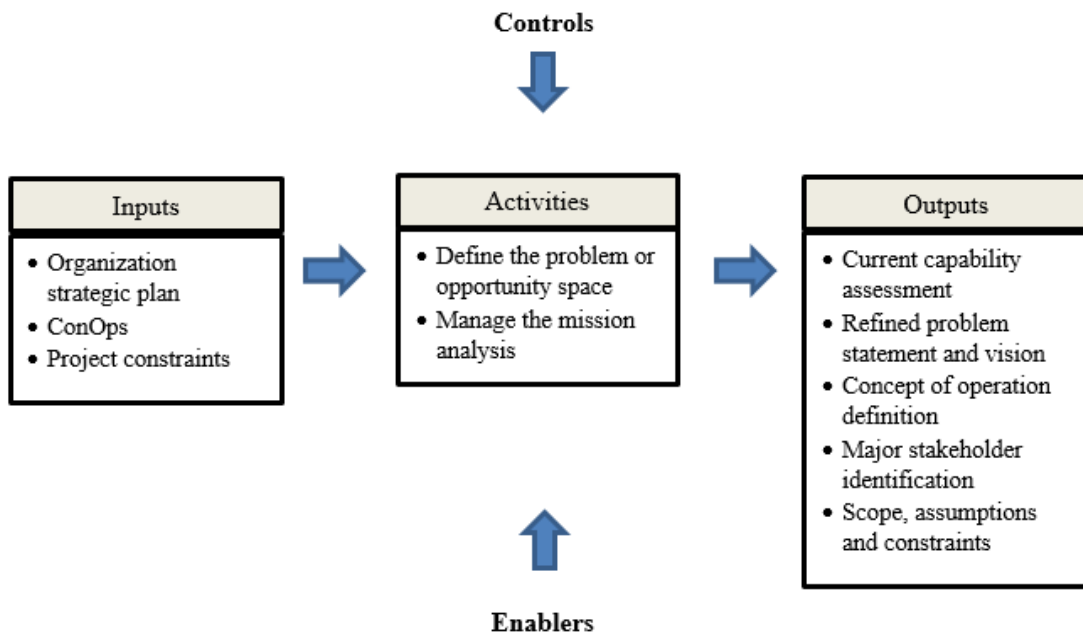 Controls
Inputs
• Organization
strategic plan
• ConOps
• Project constraints
Activities
• Define the problem or
opportunity space
• Manage the mission
analysis
Outputs
• Current capability
assessment
• Refined problem
statement and vision
• Concept of operation
definition
• Major stakeholder
identification
• Scope, assumptions
and constraints
Enablers